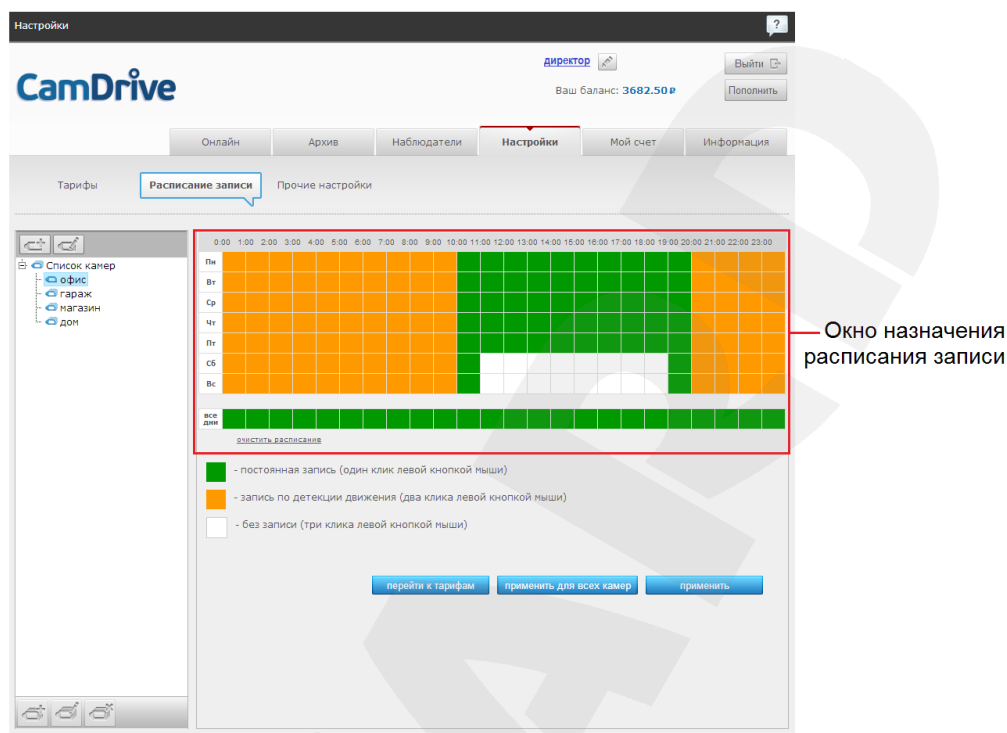 Настройки
?
CamDrive
директор
Выйти
Ваш баланс: 3682.50₽
Пополнить
Онлайн Архив Наблюдатели Настройки Мой счет Информация
Тарифы Расписание записи Прочие настройки
0:00 1:00 2:00 3:00 4:00 5:00 6:00 7:00 8:00 9:00 10:00 11:00 12:00 13:00 14:00 15:00 16:00 17:00 18:00 19:00 20:00 21:00 22:00 23:00
Список камер
офис
гараж
магазин
дом
Пн
Вт
Ср
Чт
Пт
Сб
Вс
все
дни
очистить расписание
Окно назначения
расписания записи
- постоянная запись (один клик левой кнопкой мыши)
- запись по детекции движения (два клика левой кнопкой мыши)
- без записи (три клика левой кнопкой мыши)
перейти к тарифам применить для всех камер применить